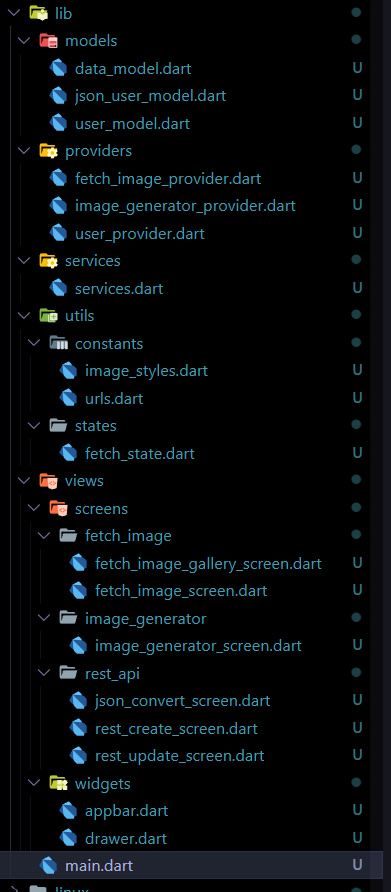 lib
models
data_model.dart U
json_user_model.dart U
user_model.dart U
providers
fetch_image_provider.dart U
image_generator_provider.dart U
user_provider.dart U
services
services.dart U
utils
constants
image_styles.dart U
urls.dart U
states
fetch_state.dart U
views
screens
fetch_image
fetch_image_gallery_screen.dart U
fetch_image_screen.dart U
image_generator
image_generator_screen.dart U
rest_api
json_convert_screen.dart U
rest_create_screen.dart U
rest_update_screen.dart U
widgets
appbar.dart U
drawer.dart U
main.dart U
linux